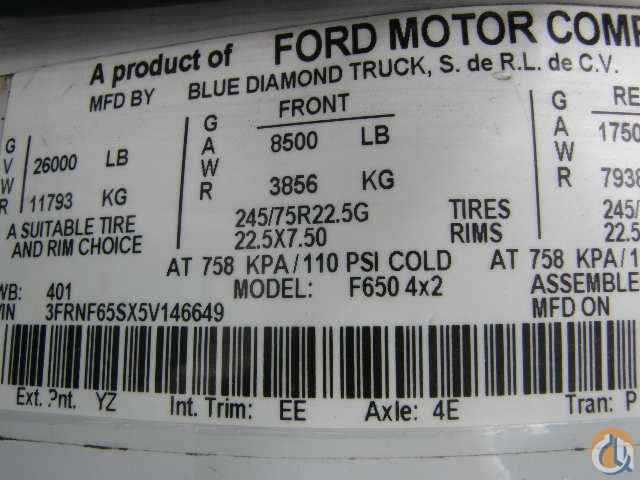 A product of FORD MOTOR COMP
MFD BY BLUE DIAMOND TRUCK, S. de R.L. de C.V.
GVWR 26000 LB
11793 KG
GAWR FRONT
8500 LB
3856 KG
GAWR RE
1750
7938
A SUITABLE TIRE
AND RIM CHOICE
245/75R22.5G TIRES 245/
22.5X7.50 RIMS 22.5
AT 758 KPA/110 PSI COLD AT 758 KPA/1
WB: 401 MODEL: F650 4x2 ASSEMBLE
VIN 3FRNF65SX5V146649 MFD ON
Ext. Pnt. YZ Int. Trim: EE Axle: 4E Tran: P